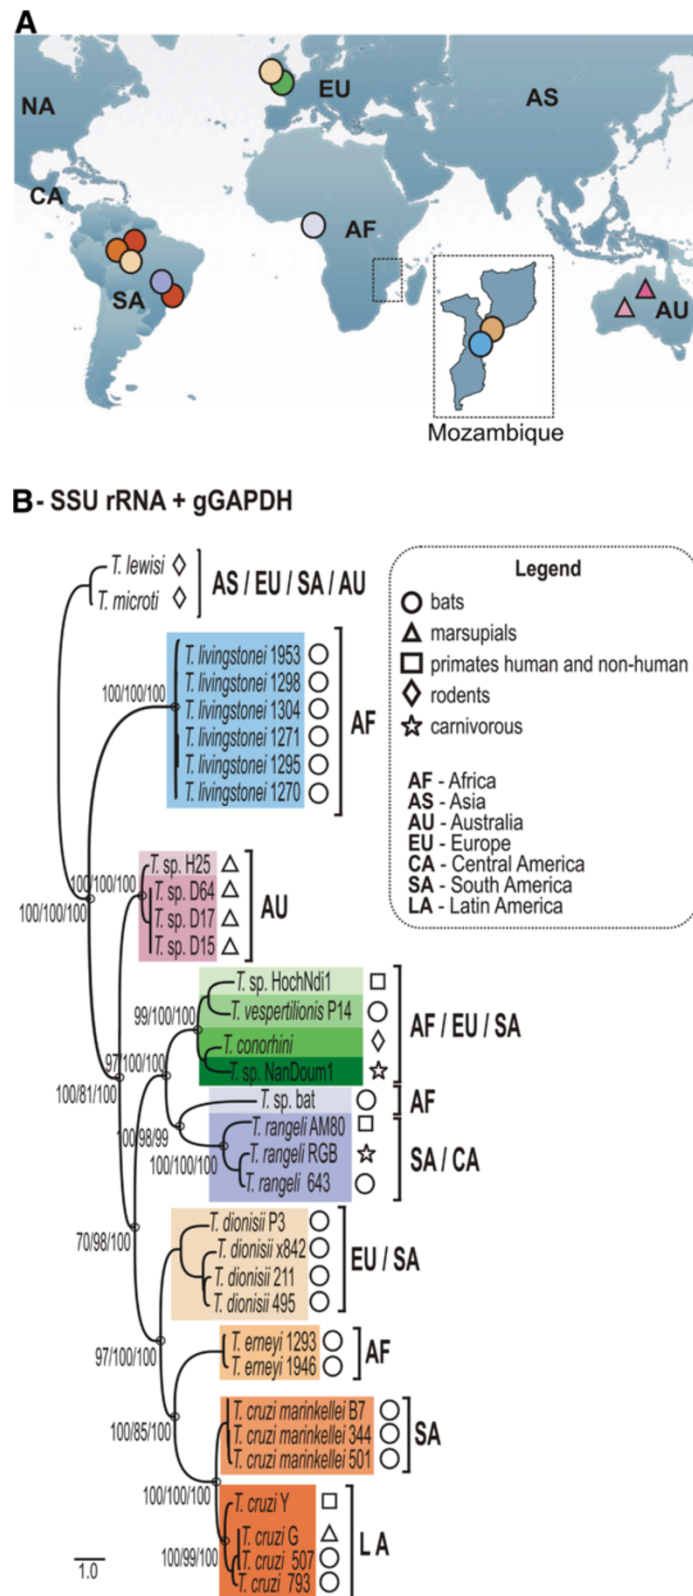 A
NA
EU
AS
CA
AF
SA
AU
Mozambique
B - SSU rRNA + gGAPDH
T. lewisi
T. microti
AS / EU / SA / AU
Legend
bats
marsupials
primates human and non-human
rodents
carnivorous
AF - Africa
AS - Asia
AU - Australia
EU - Europe
CA - Central America
SA - South America
LA - Latin America
T. livingstonei 1953
T. livingstonei 1298
100/100/100
T. livingstonei 1304
AF
T. livingstonei 1271
T. livingstonei 1295
T. livingstonei 1270
T. sp. H25
100/100/100
T. sp. D64
AU
100/100/100
T. sp. D17
T. sp. D15
T. sp. HochNdi1
99/100/100
T. vespertilionis P14
AF / EU / SA
T. conorhini
97/100/100
T. sp. NanDoum1
100/81/100
T. sp. bat
AF
T. rangeli AM80
100/98/99
T. rangeli RGB
SA / CA
100/100/100
T. rangeli 643
T. dionisii P3
70/98/100
T. dionisii x842
EU / SA
T. dionisii 211
T. dionisii 495
T. erneyi 1293
97/100/100
AF
T. erneyi 1946
T. cruzi marinkellei B7
100/85/100
T. cruzi marinkellei 344
SA
T. cruzi marinkellei 501
100/100/100
T. cruzi Y
T. cruzi G
L A
100/99/100
T. cruzi 507
T. cruzi 793
1.0